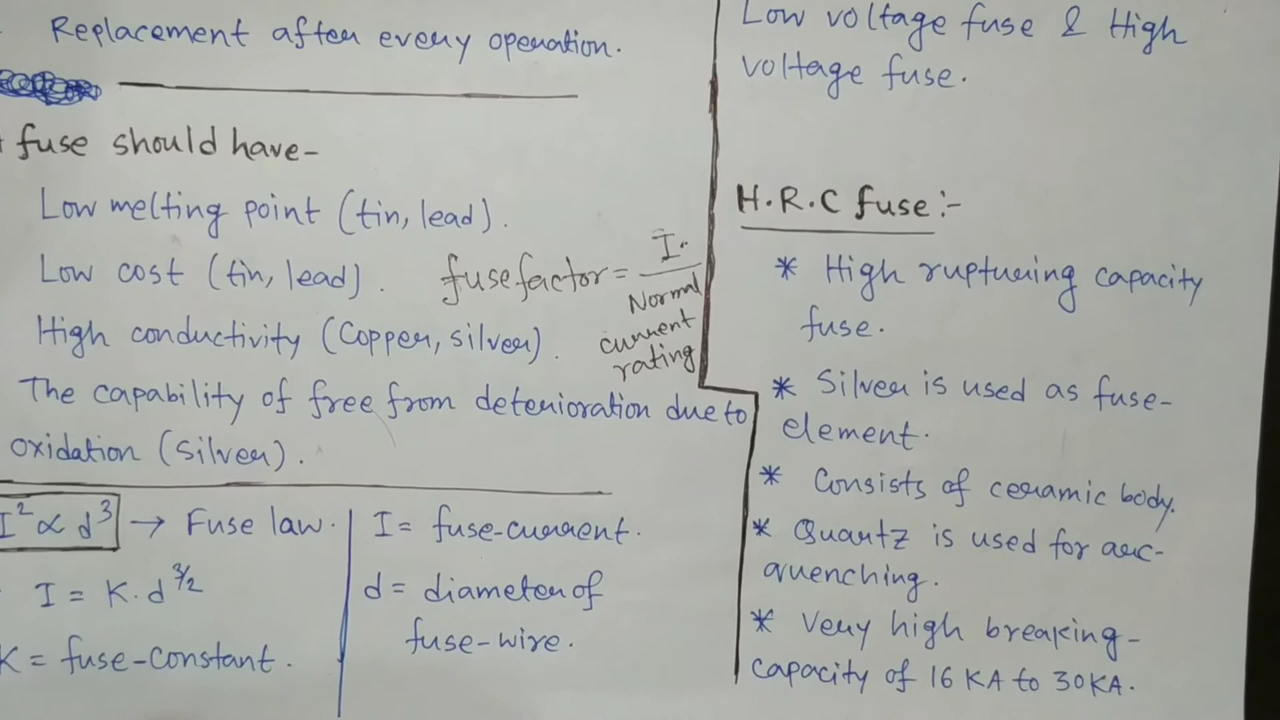 Replacement after every operation.
fuse should have-
Low melting point (tin, lead).
Low cost (tin, lead).
fuse factor = I / Normal current rating
High conductivity (Copper, silver).
The capability of free from deterioration due to
oxidation (silver).
I² ∝ d³ → Fuse law.
I = K.d^3/2
K = fuse-constant.
I = fuse-current.
d = diameter of
fuse-wire.
Low voltage fuse & High
voltage fuse.
H.R.C fuse:-
* High rupturing capacity
fuse.
* Silver is used as fuse-
element.
* Consists of ceramic body.
* Quartz is used for arc-
quenching.
* Very high breaking-
capacity of 16 KA to 30KA.